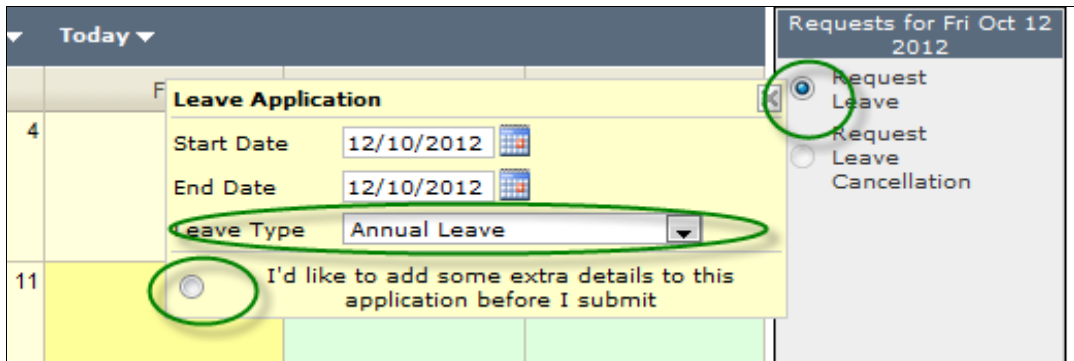 Today
Requests for Fri Oct 12
2012
F
Leave Application
Request
Leave
4
Start Date 12/10/2012
Request
Leave
Cancellation
End Date 12/10/2012
Leave Type Annual Leave
11
I'd like to add some extra details to this
application before I submit